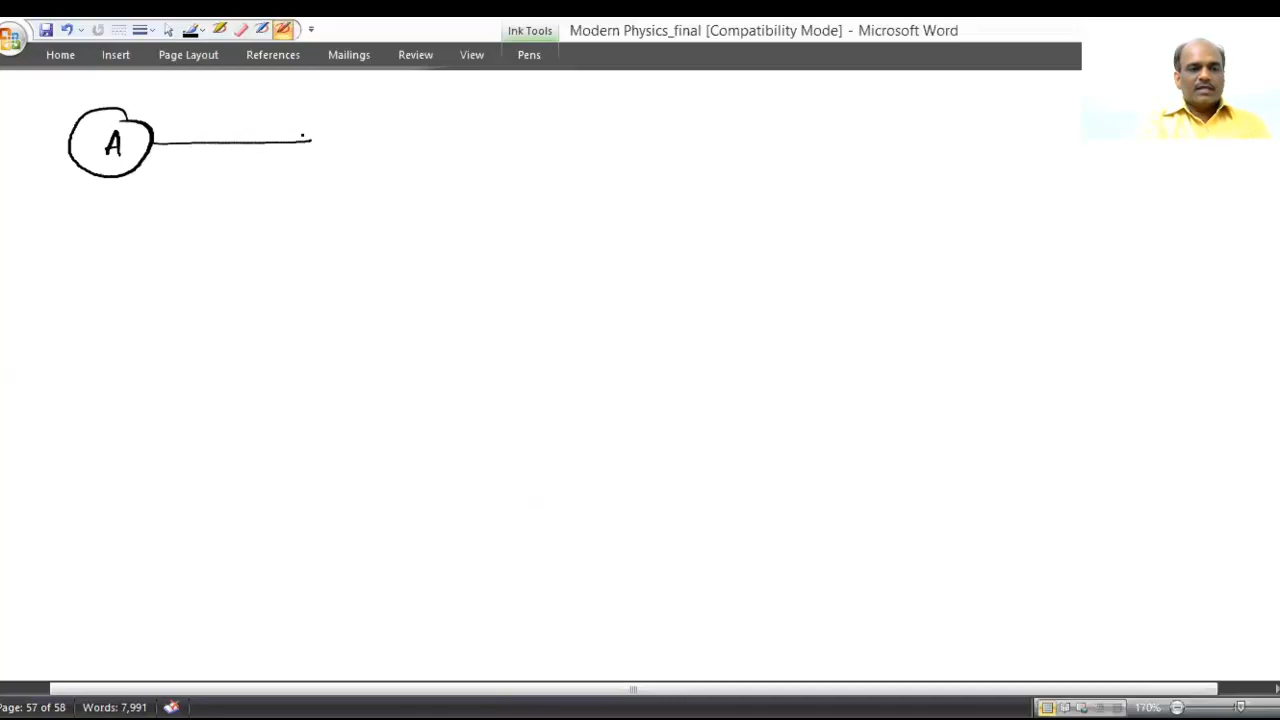 Ink Tools
Modern Physics_final [Compatibility Mode] - Microsoft Word
Home Insert Page Layout References Mailings Review View Pens
A
Page: 57 of 58 Words: 7,991 170%